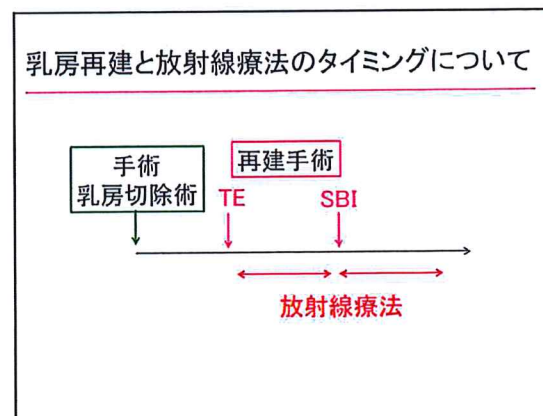 乳房再建と放射線療法のタイミングについて
手術
乳房切除術
再建手術
TE
SBI
放射線療法